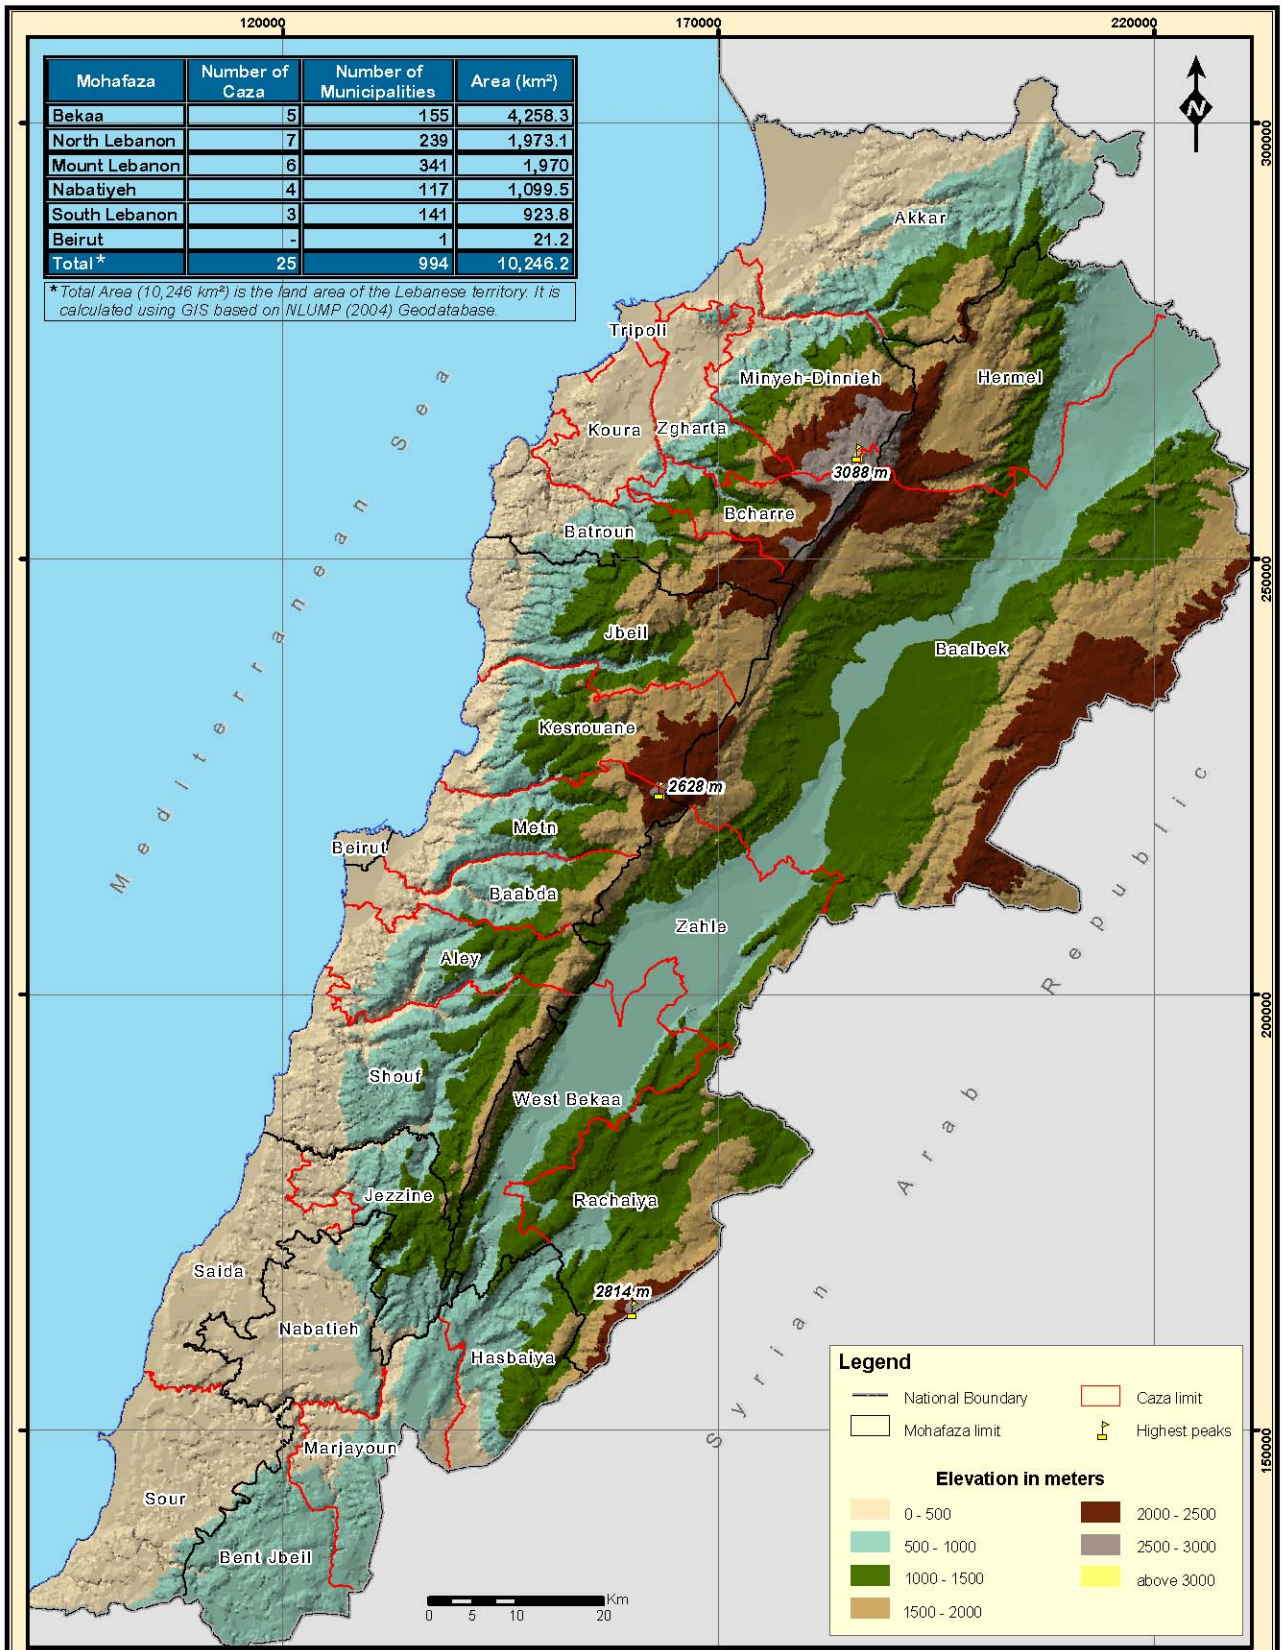 120000
170000
220000
Mohafaza Number of Caza Number of Municipalities Area (km²)
Bekaa 5 155 4,258.3
North Lebanon 7 239 1,973.1
Mount Lebanon 6 341 1,970
Nabatiyeh 4 117 1,099.5
South Lebanon 3 141 923.8
Beirut - 1 21.2
Total* 25 994 10,246.2
* Total Area (10,246 km²) is the land area of the Lebanese territory. It is
calculated using GIS based on NLUMP (2004) Geodatabase.
N
300000
Akkar
Tripoli
Minyeh-Dinnieh
Hermel
Koura
Zgharta
3088 m
Bcharre
Batroun
250000
Jbeil
Baalbek
Mediterranean Sea
Kesrouane
2628 m
Metn
Beirut
Baabda
Zahle
Aley
200000
Shouf
West Bekaa
Syrian Arab Republic
Jezzine
Rachaiya
Saida
2814 m
Nabatieh
Hasbaiya
Marjayoun
150000
Sour
Bent Jbeil
Legend
National Boundary
Caza limit
Mohafaza limit
Highest peaks
Elevation in meters
0 - 500
2000 - 2500
500 - 1000
2500 - 3000
1000 - 1500
above 3000
1500 - 2000
Km
0 5 10 20